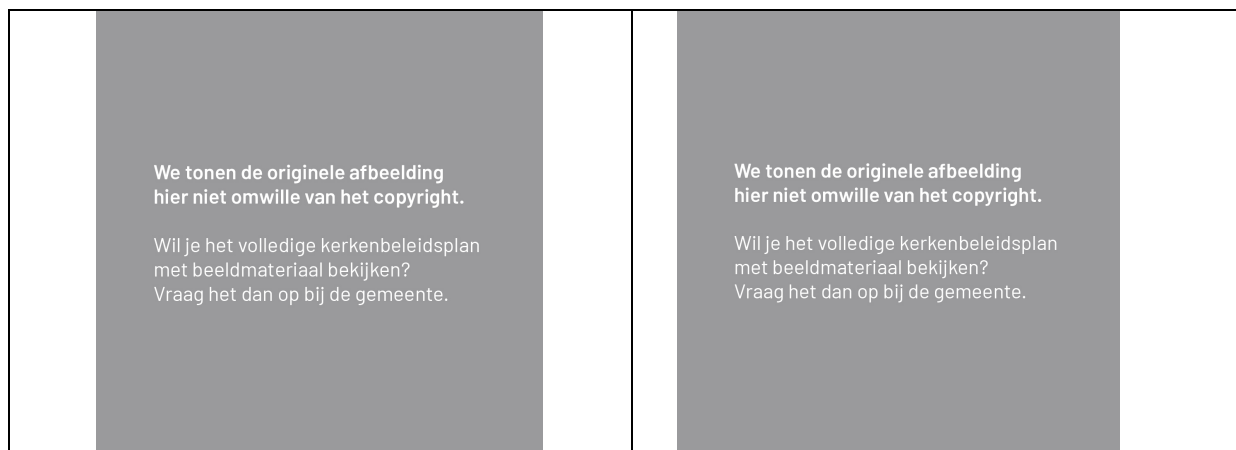 We tonen de originele afbeelding
hier niet omwille van het copyright.
Wil je het volledige kerkenbeleidsplan
met beeldmateriaal bekijken?
Vraag het dan op bij de gemeente.
We tonen de originele afbeelding
hier niet omwille van het copyright.
Wil je het volledige kerkenbeleidsplan
met beeldmateriaal bekijken?
Vraag het dan op bij de gemeente.